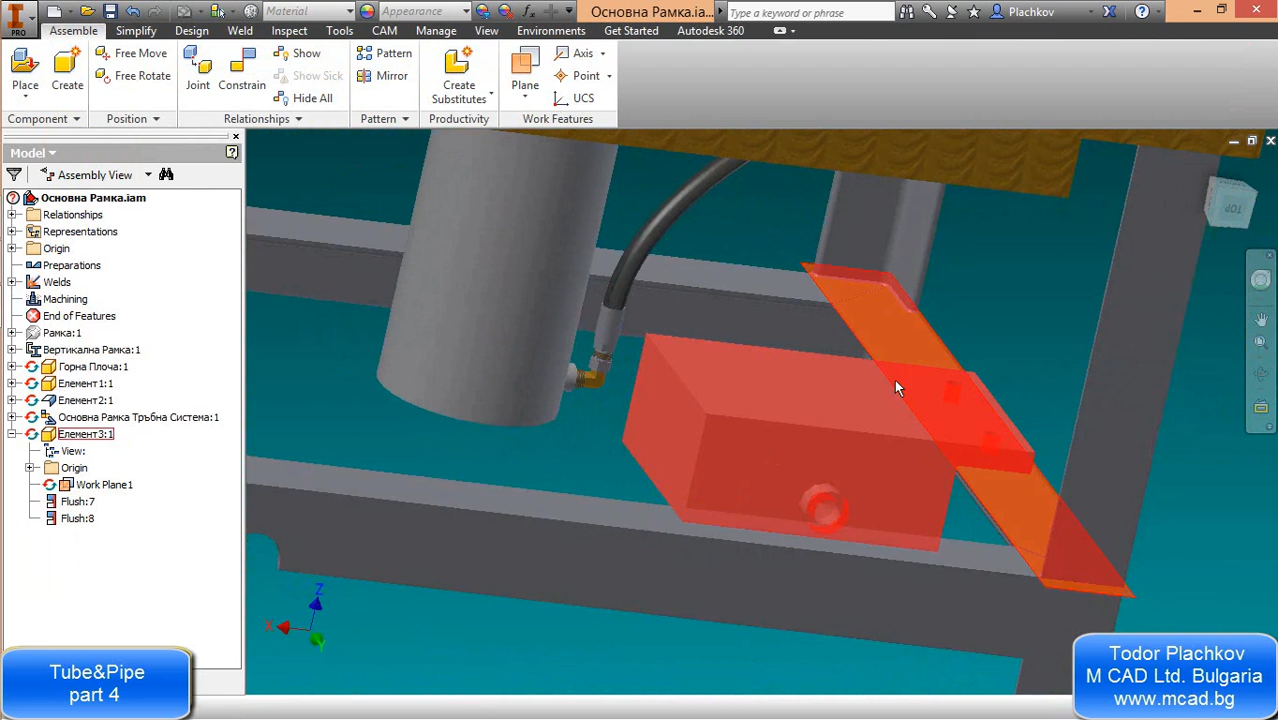 PRO
Material
Appearance
Основна Рамка.ia...
Type a keyword or phrase
Plachkov
Assemble
Simplify
Design
Weld
Inspect
Tools
CAM
Manage
View
Environments
Get Started
Autodesk 360
Place
Create
Free Move
Free Rotate
Joint
Constrain
Show
Show Sick
Hide All
Pattern
Mirror
Create
Substitutes
Plane
Axis
Point
UCS
Component
Position
Relationships
Pattern
Productivity
Work Features
Model
Assembly View
Основна Рамка.iam
Relationships
Representations
Origin
Preparations
Welds
Machining
End of Features
Рамка:1
Вертикална Рамка:1
Горна Плоча:1
Елемент1:1
Елемент2:1
Основна Рамка Тръбна Система:1
Елемент3:1
View:
Origin
Work Plane1
Flush:7
Flush:8
TOP
Z
X
Y
Tube&Pipe
part 4
Todor Plachkov
M CAD Ltd. Bulgaria
www.mcad.bg